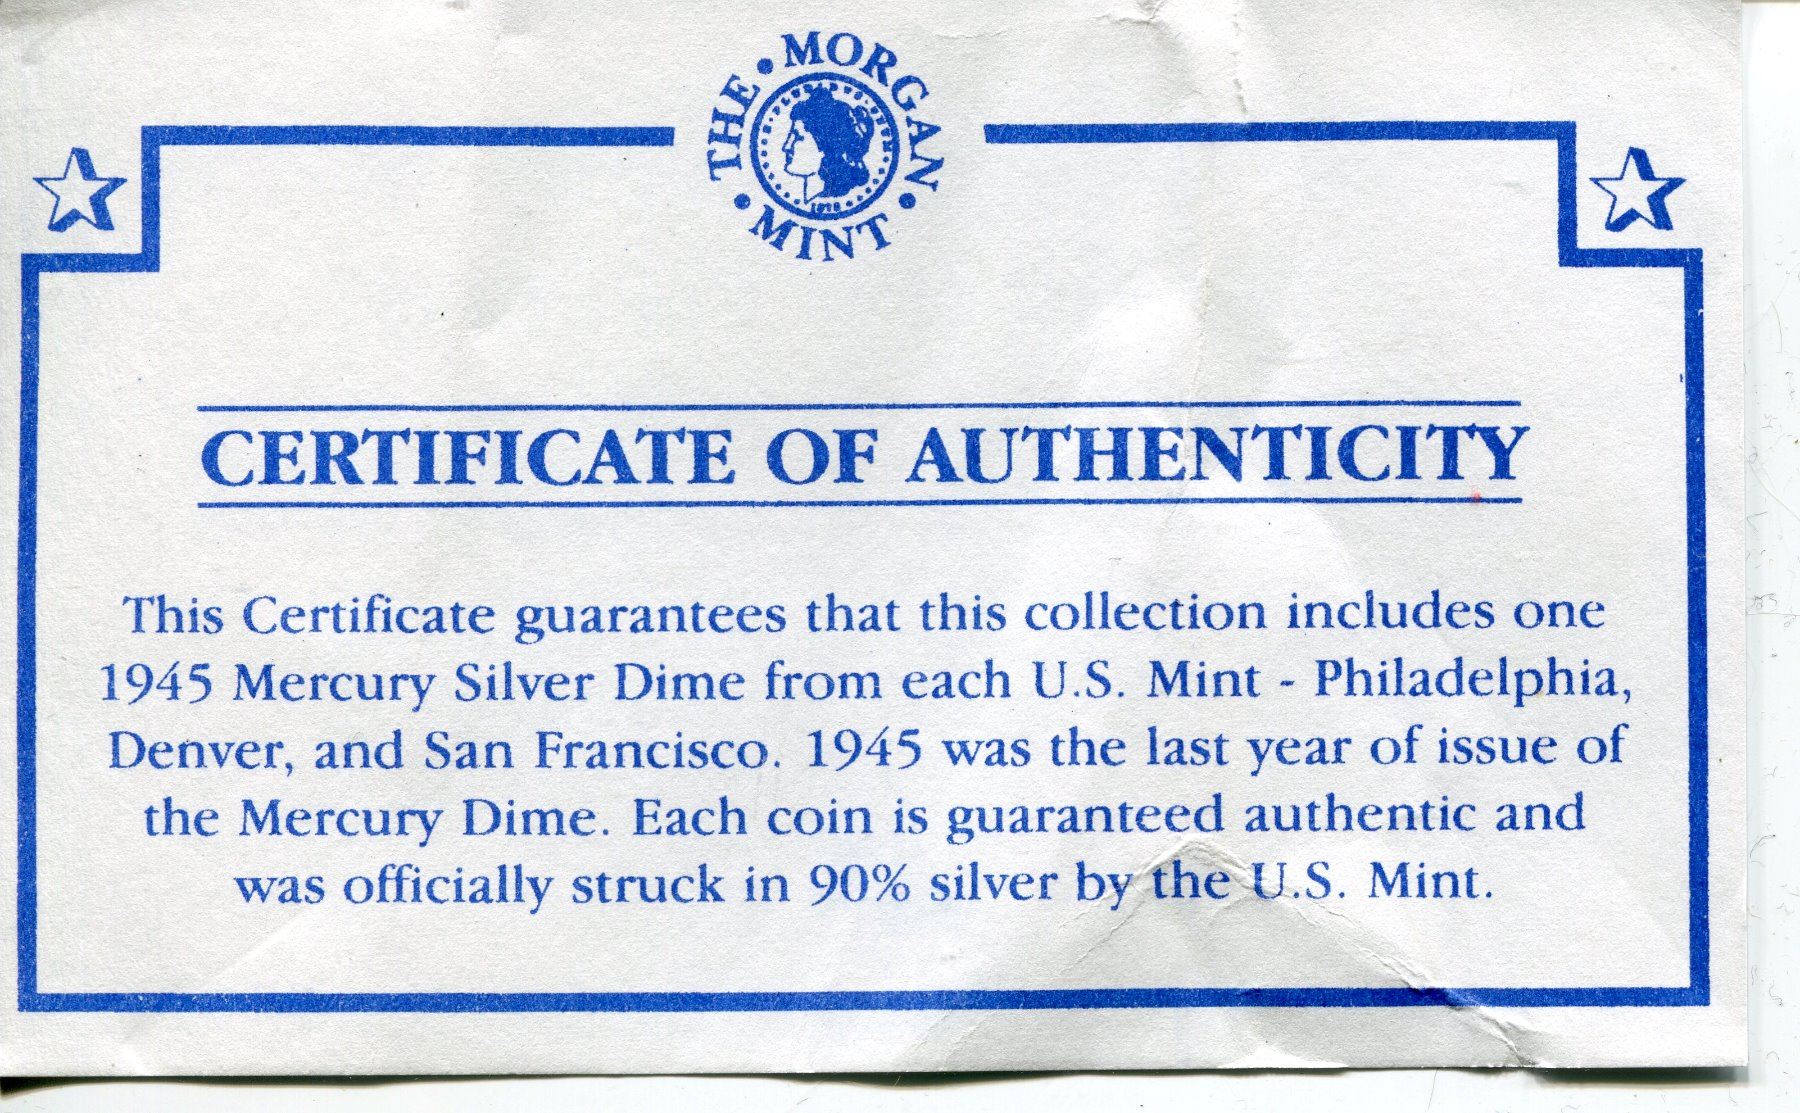 THE • MORGAN • MINT •
CERTIFICATE OF AUTHENTICITY
This Certificate guarantees that this collection includes one
1945 Mercury Silver Dime from each U.S. Mint - Philadelphia,
Denver, and San Francisco. 1945 was the last year of issue of
the Mercury Dime. Each coin is guaranteed authentic and
was officially struck in 90% silver by the U.S. Mint.